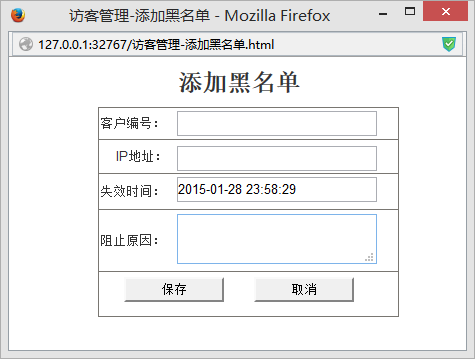 访客管理-添加黑名单 - Mozilla Firefox
127.0.0.1:32767/访客管理-添加黑名单.html
添加黑名单
客户编号：
IP地址：
失效时间： 2015-01-28 23:58:29
阻止原因：
保存 取消